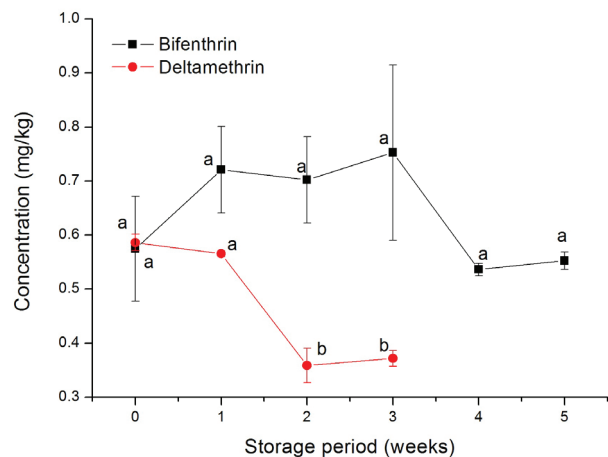 Bifenthrin
Deltamethrin
Concentration (mg/kg)
1.0
0.9
0.8
0.7
0.6
0.5
0.4
0.3
a
a
a
a
a
a
a
a
b
b
0
1
2
3
4
5
Storage period (weeks)